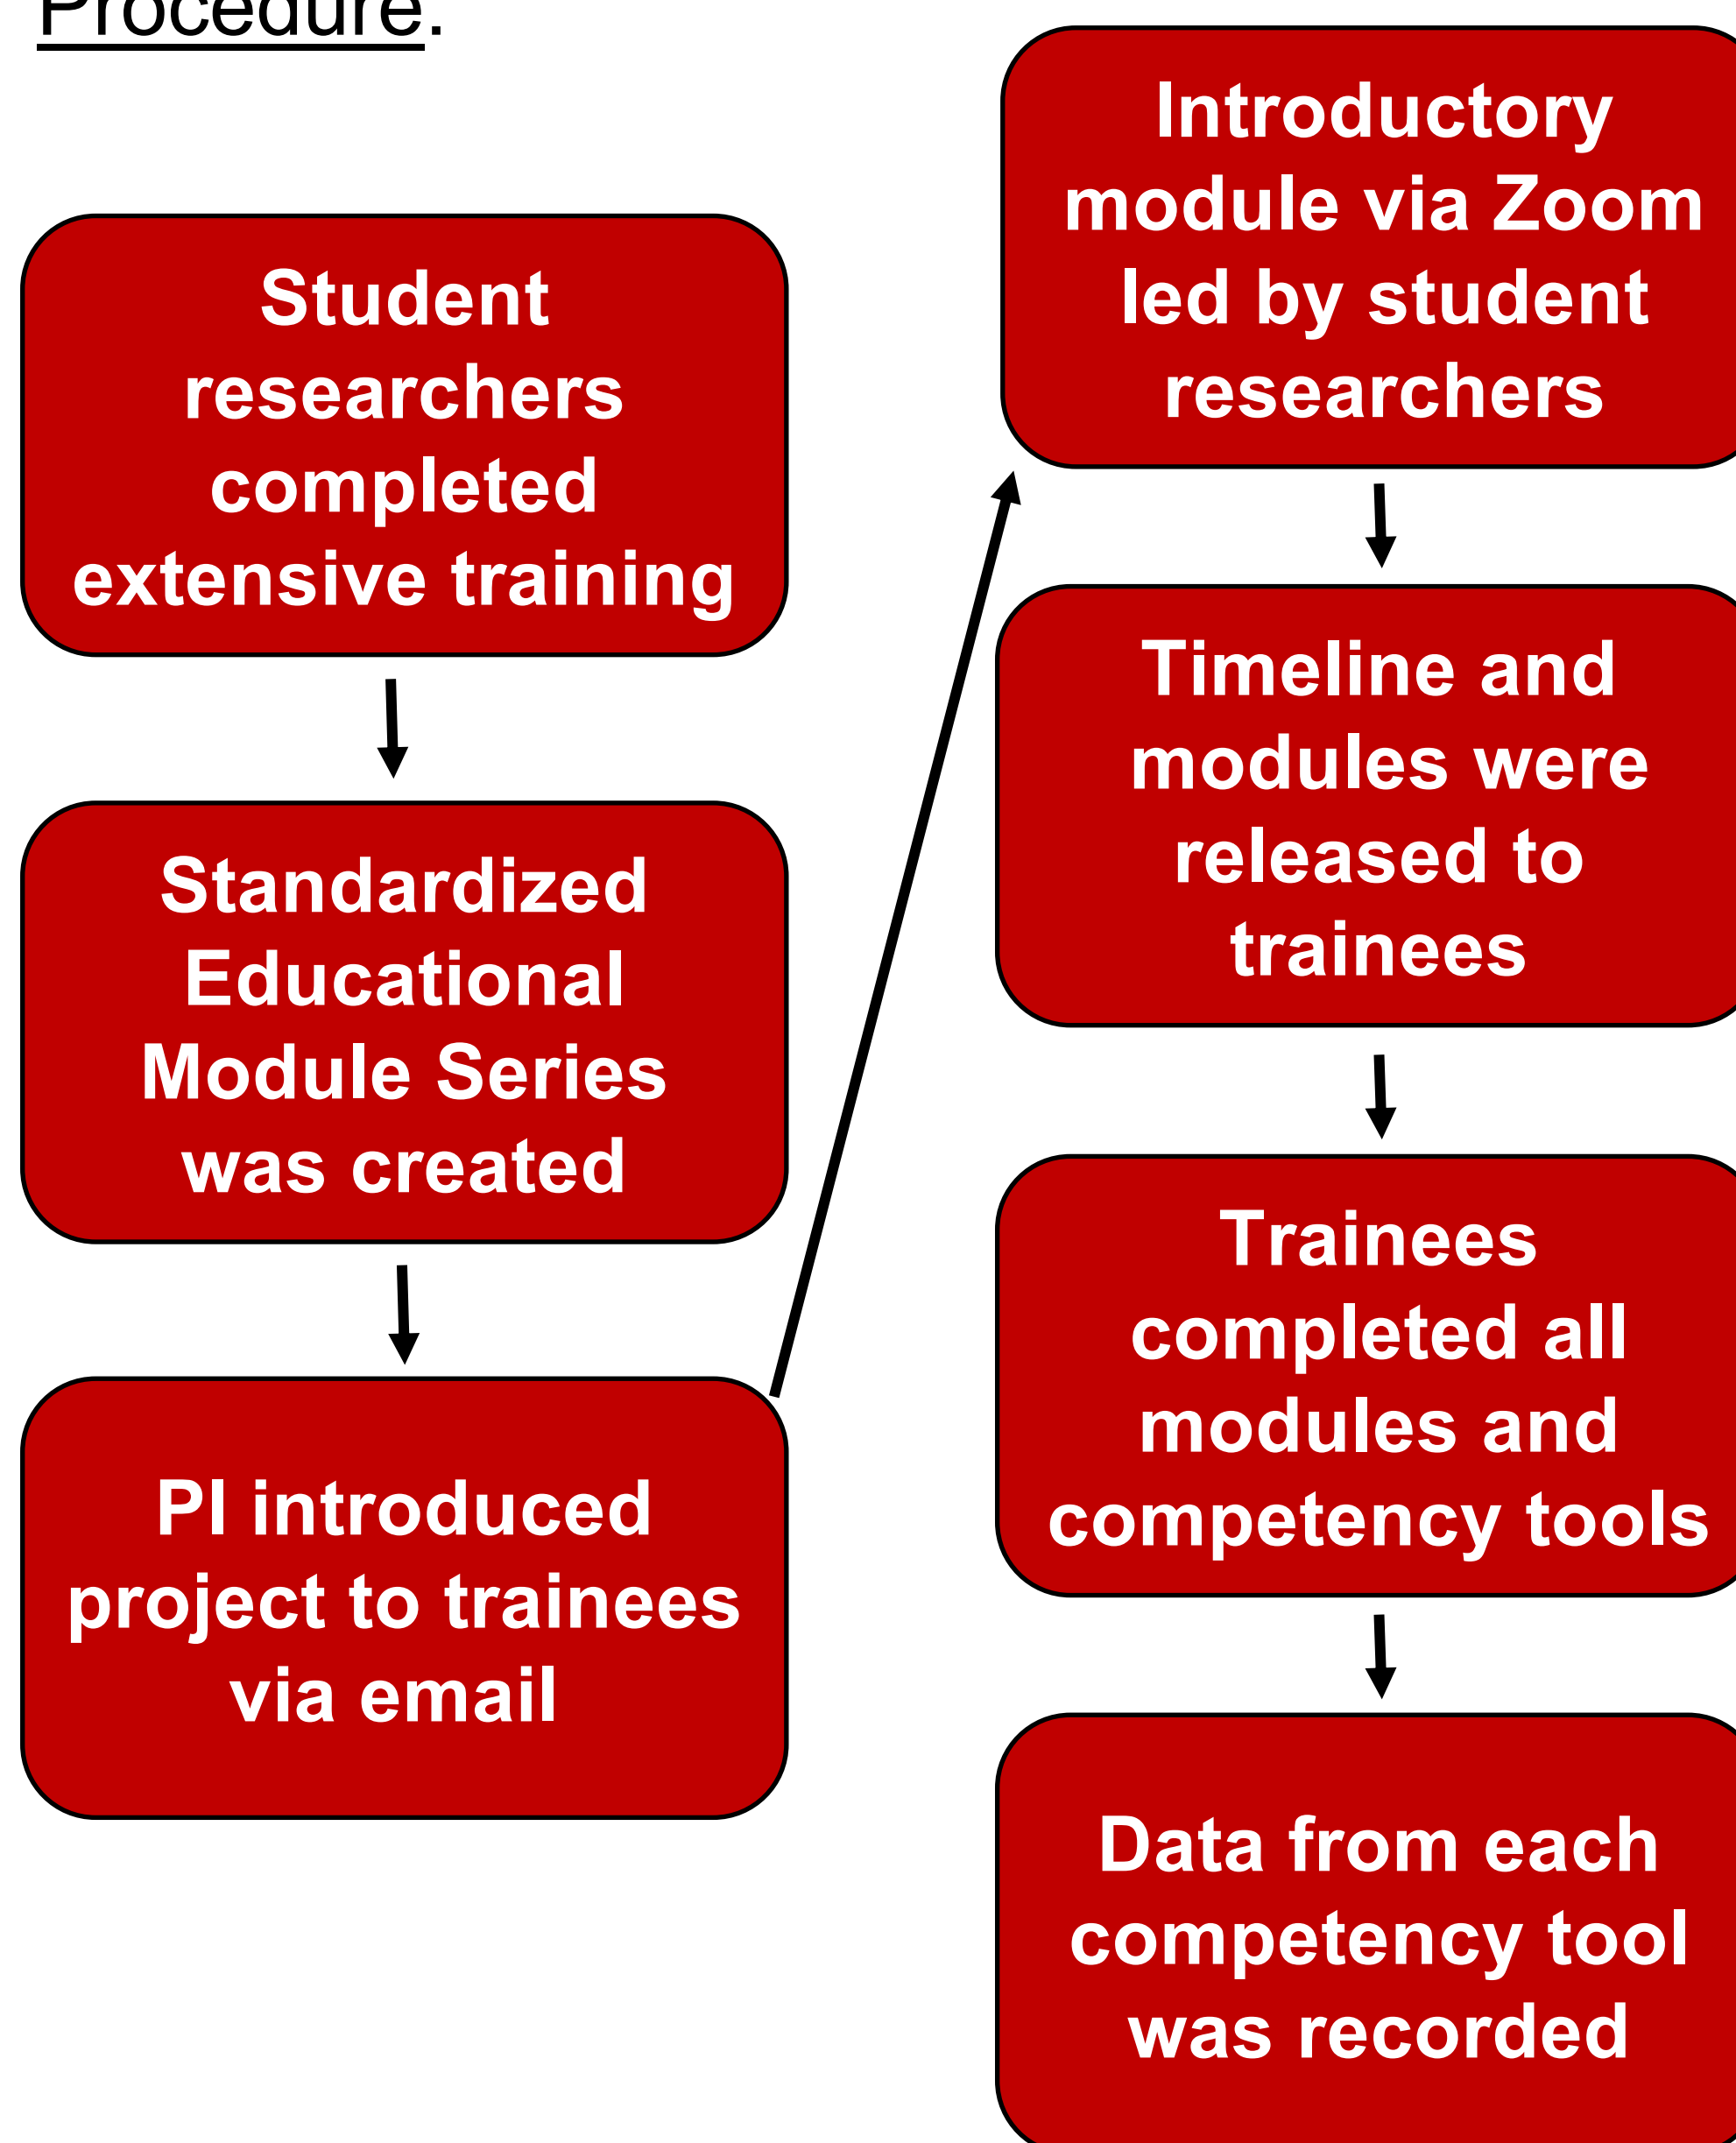 Procedure:
Student
researchers
completed
extensive training
Standardized
Educational
Module Series
was created
PI introduced
project to trainees
via email
Introductory
module via Zoom
led by student
researchers
Timeline and
modules were
released to
trainees
Trainees
completed all
modules and
competency tools
Data from each
competency tool
was recorded